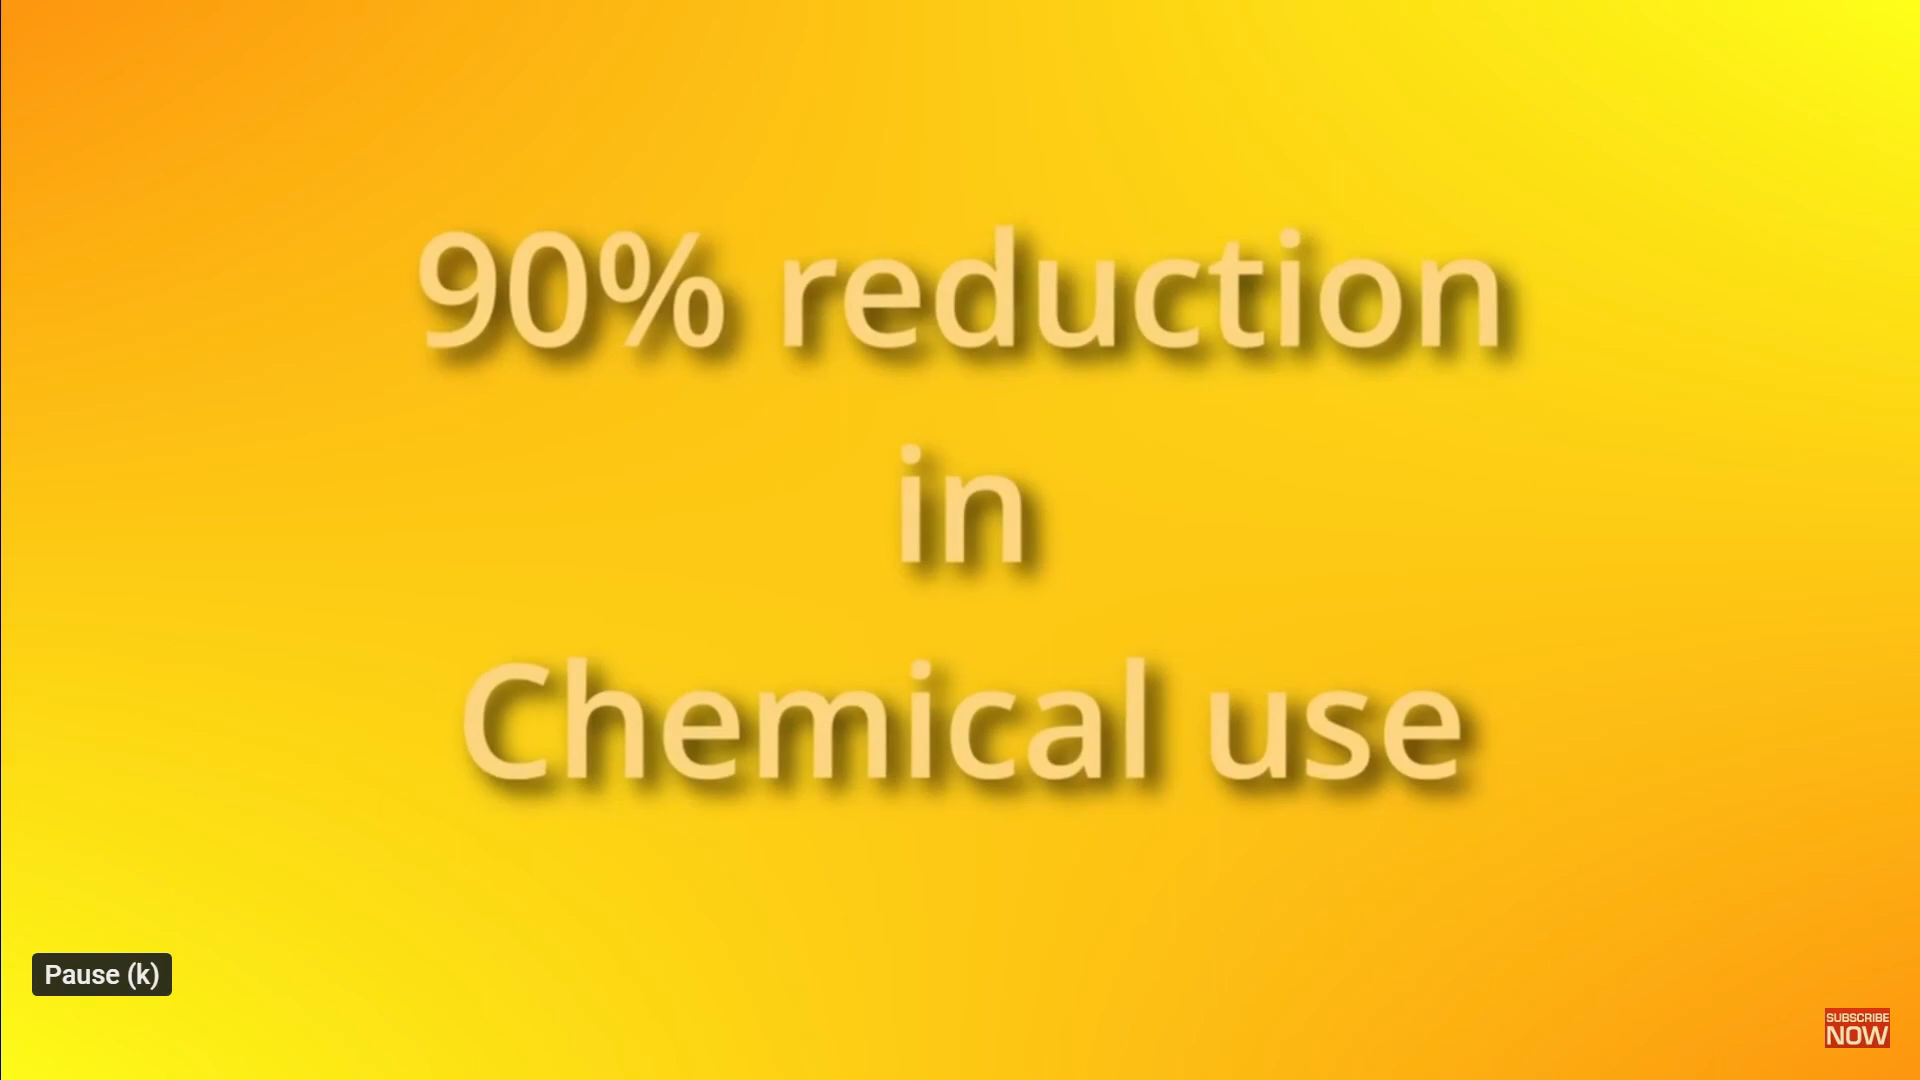 90% reduction
in
Chemical use
Pause (k)
SUBSCRIBE
NOW